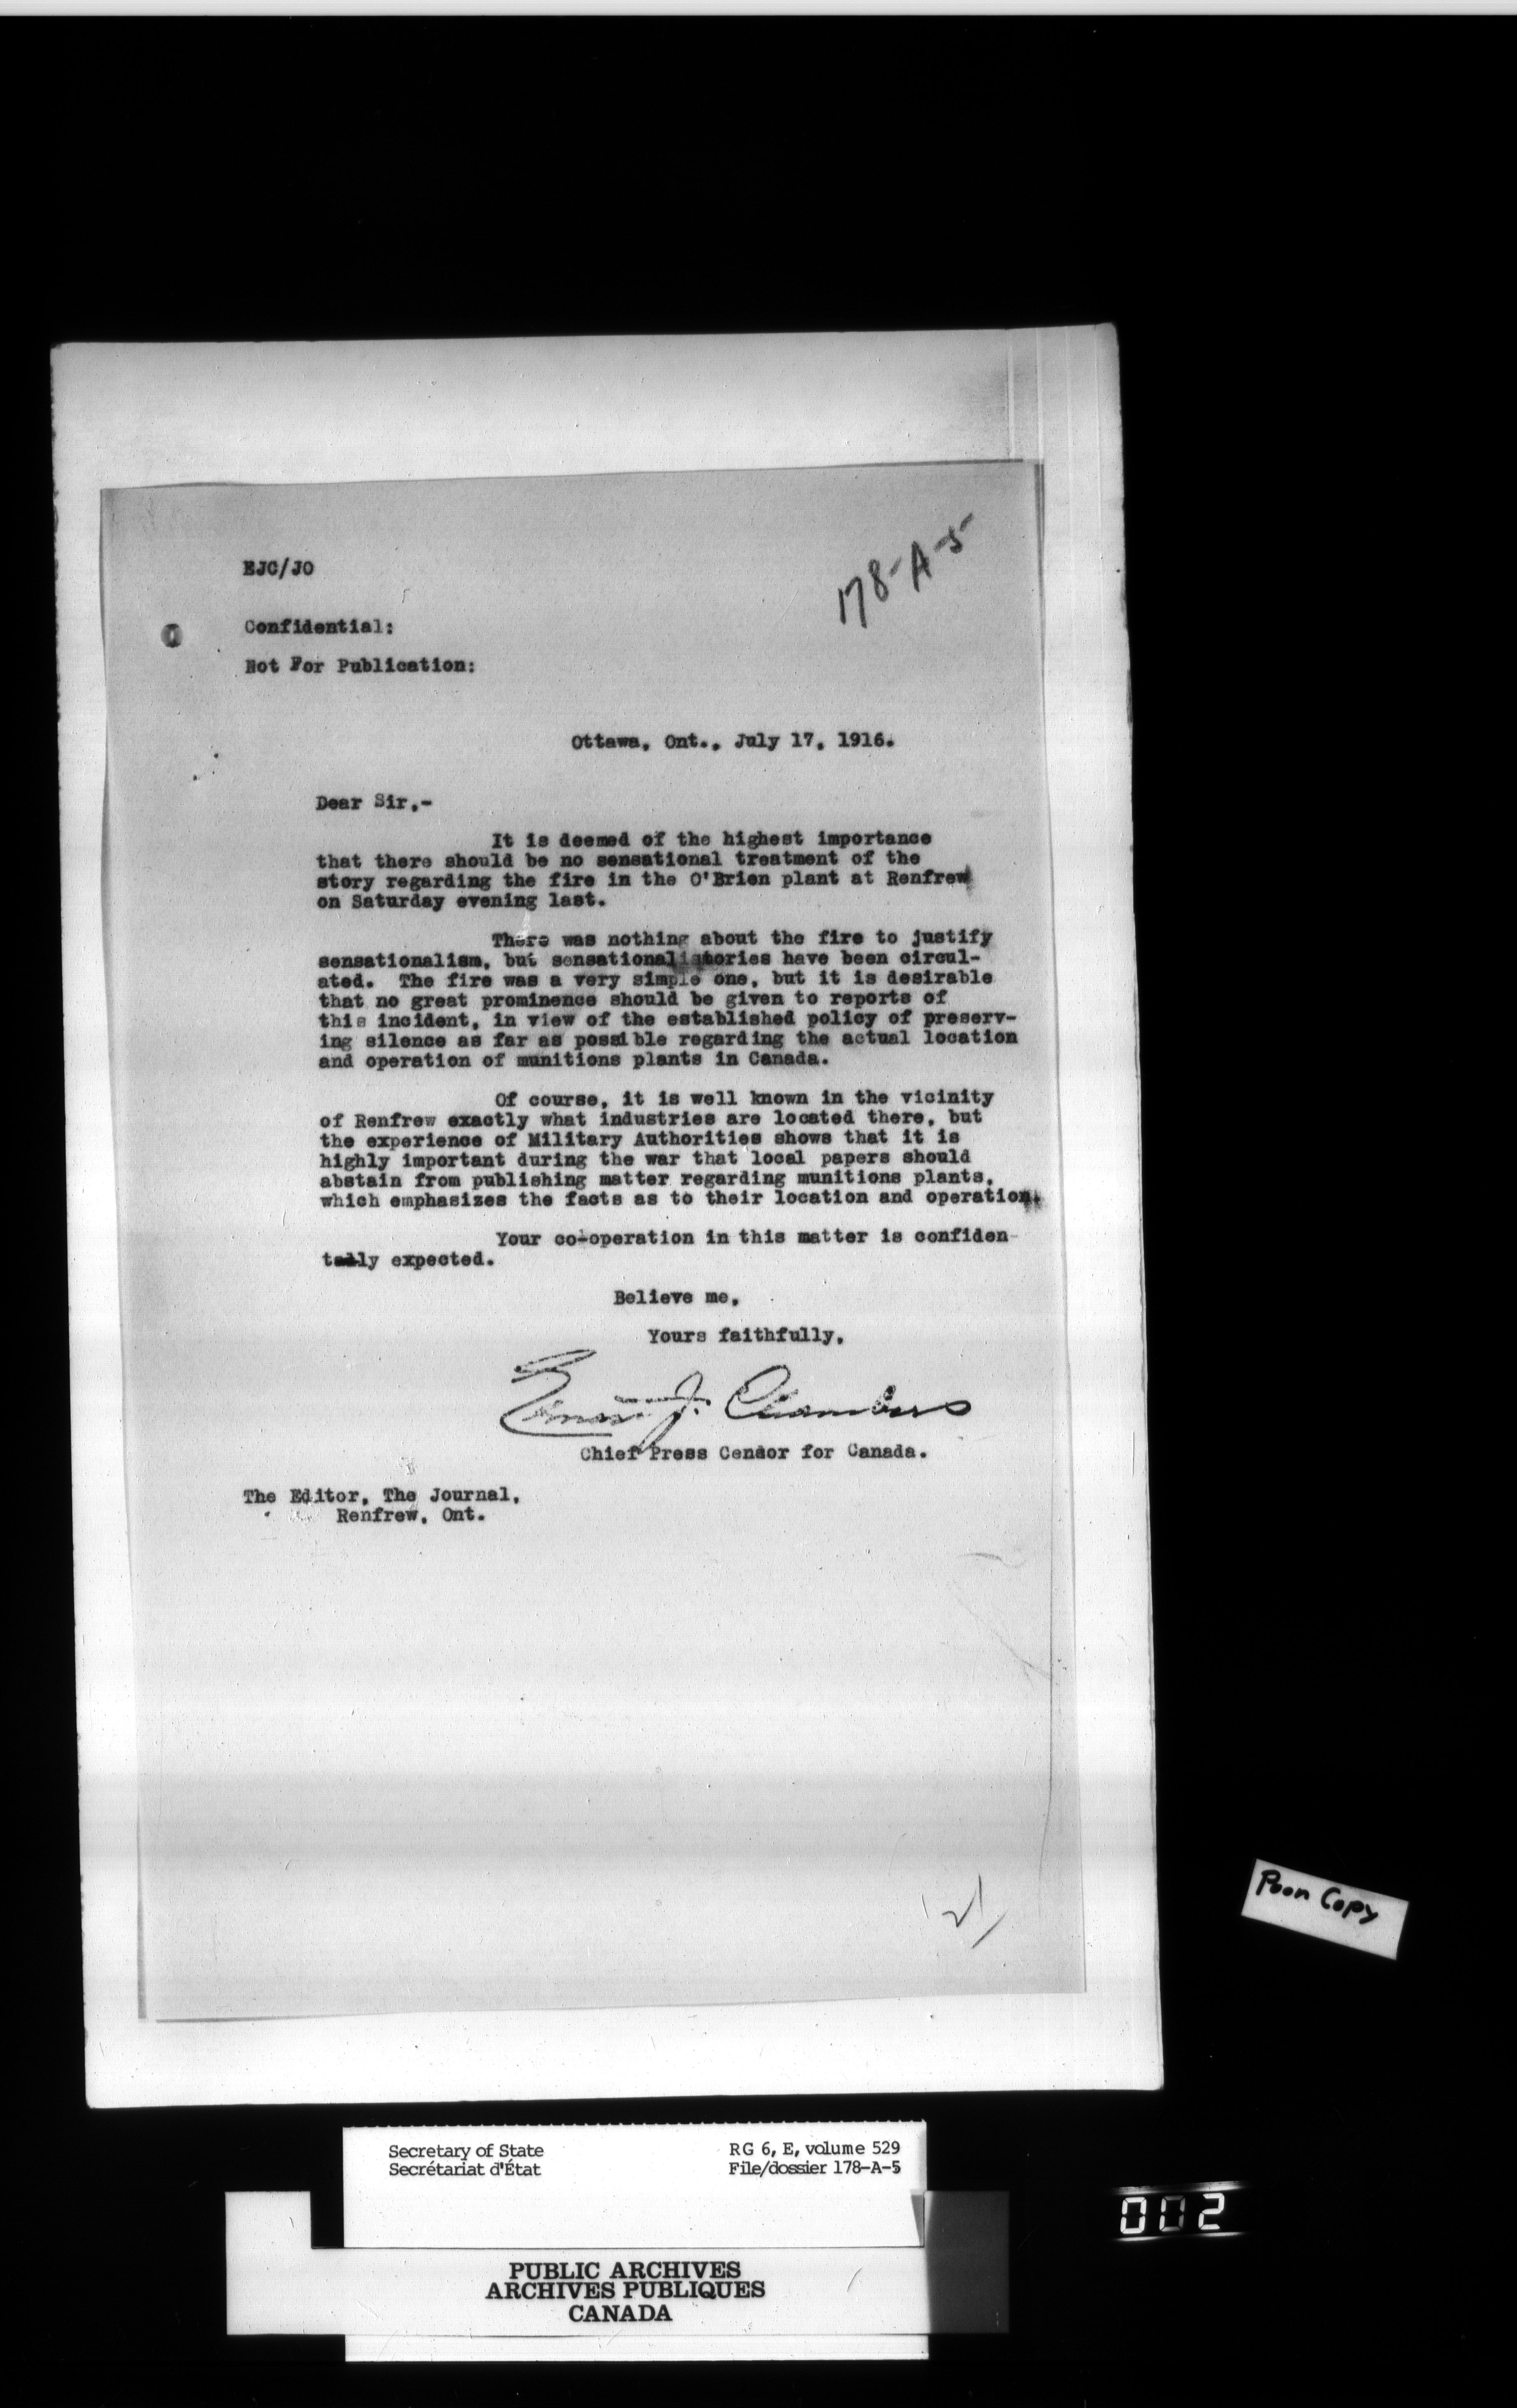 178-A-5
EJC/JO
Confidential:
Not For Publication:
Ottawa, Ont., July 17, 1916.
Dear Sir,-
It is deemed of the highest importance
that there should be no sensational treatment of the
story regarding the fire in the O'Brien plant at Renfrew
on Saturday evening last.
There was nothing about the fire to justify
sensationalism, but sensational stories have been circul-
ated. The fire was a very simple one, but it is desirable
that no great prominence should be given to reports of
this incident, in view of the established policy of preserv-
ing silence as far as possible regarding the actual location
and operation of munitions plants in Canada.
Of course, it is well known in the vicinity
of Renfrew exactly what industries are located there, but
the experience of Military Authorities shows that it is
highly important during the war that local papers should
abstain from publishing matter regarding munitions plants,
which emphasizes the facts as to their location and operation.
Your co-operation in this matter is confiden-
tly expected.
Believe me,
Yours faithfully,
Ernest J. Chambers
Chief Press Censor for Canada.
The Editor, The Journal,
Renfrew, Ont.
Poor Copy
Secretary of State
Secrétariat d'État
RG 6, E, volume 529
File/dossier 178-A-5
002
PUBLIC ARCHIVES
ARCHIVES PUBLIQUES
CANADA